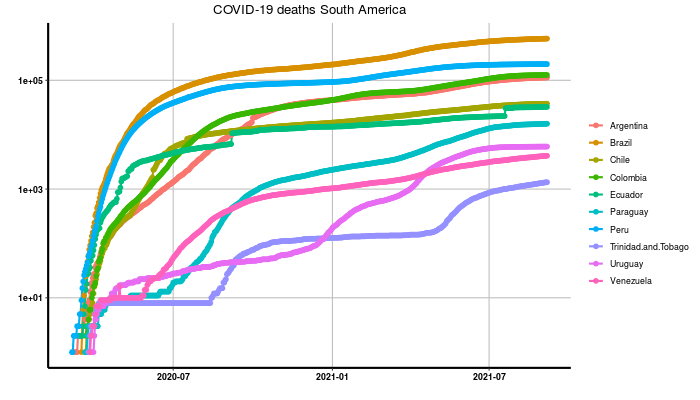 COVID-19 deaths South America
1e+05
1e+03
1e+01
2020-07
2021-01
2021-07
Argentina
Brazil
Chile
Colombia
Ecuador
Paraguay
Peru
Trinidad.and.Tobago
Uruguay
Venezuela